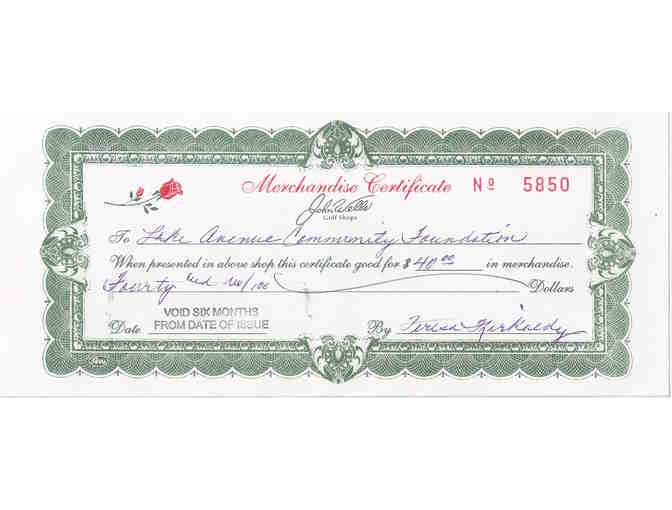 Merchandise Certificate Nº 5850
John Wells
Golf Shops
To Lake Avenue Community Foundation
When presented in above shop this certificate good for $ 40 00 in merchandise.
Fourty and no/100 Dollars
VOID SIX MONTHS
FROM DATE OF ISSUE
Date By Teresa Kirkaedy